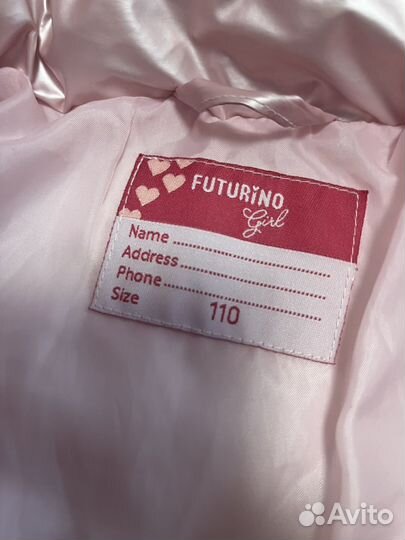 FUTURINO
Girl
Name ........................
Address ....................
Phone .......................
Size 110
Avito